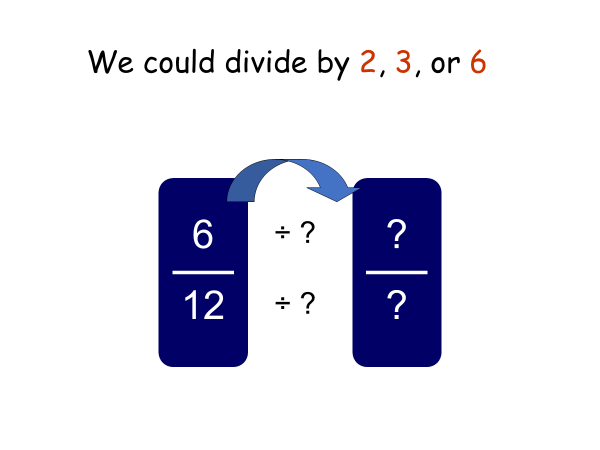 We could divide by 2, 3, or 6
6 ÷ ? ?
12 ÷ ? ?